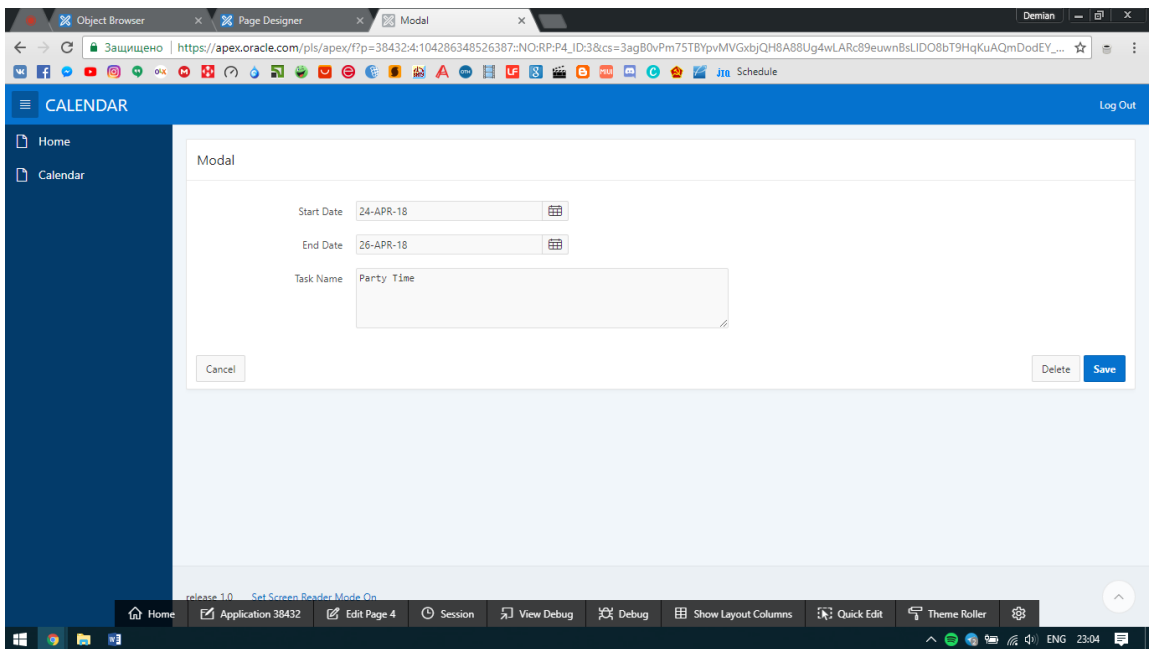 Object Browser
Page Designer
Modal
Demian
Защищено
https://apex.oracle.com/pls/apex/f?p=38432:4:104286348526387::NO:RP:P4_ID:3&cs=3agB0vPm75TBYpvMVGxbjQH8A88Ug4wLARc89euwnBsLIDO8bT9HqKuAQmDodEY_...
jrq Schedule
CALENDAR
Log Out
Home
Calendar
Modal
Start Date 24-APR-18
End Date 26-APR-18
Task Name Party Time
Cancel
Delete
Save
release 1.0 Set Screen Reader Mode On
Home Application 38432 Edit Page 4 Session View Debug Debug Show Layout Columns Quick Edit Theme Roller
ENG 23:04